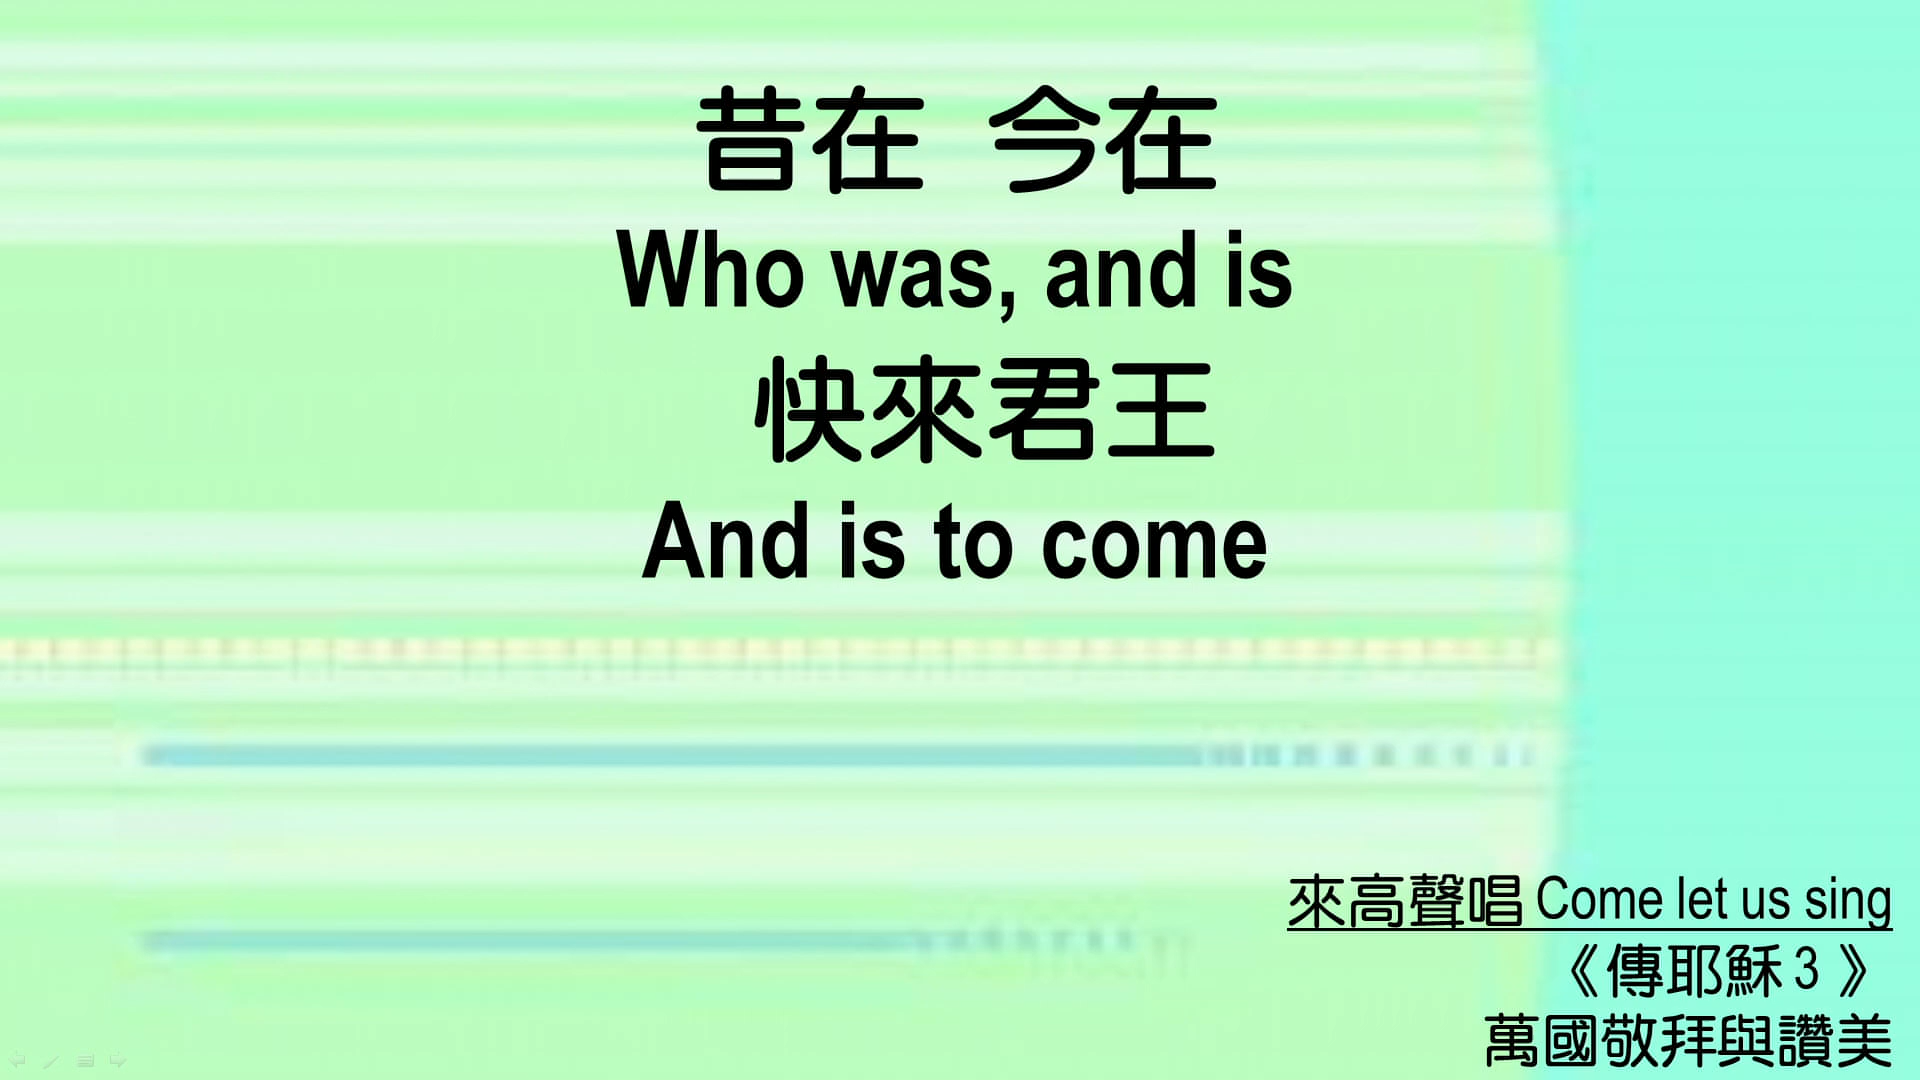 昔在 今在
Who was, and is
快來君王
And is to come
來高聲唱 Come let us sing
《傳耶穌3》
萬國敬拜與讚美